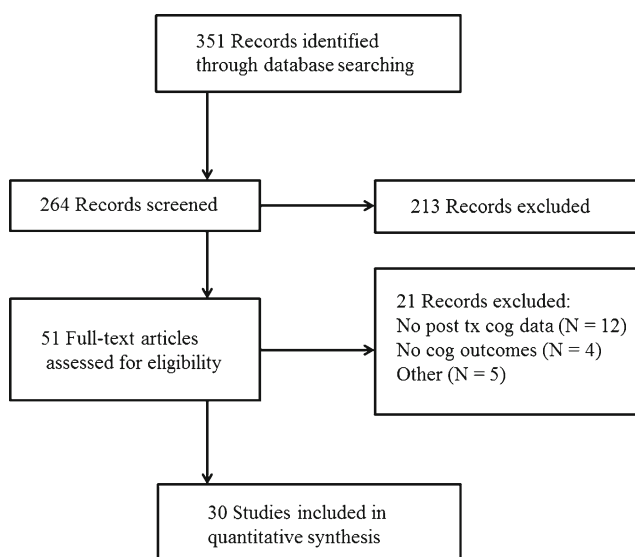 351 Records identified
through database searching
264 Records screened
213 Records excluded
51 Full-text articles
assessed for eligibility
21 Records excluded:
No post tx cog data (N = 12)
No cog outcomes (N = 4)
Other (N = 5)
30 Studies included in
quantitative synthesis